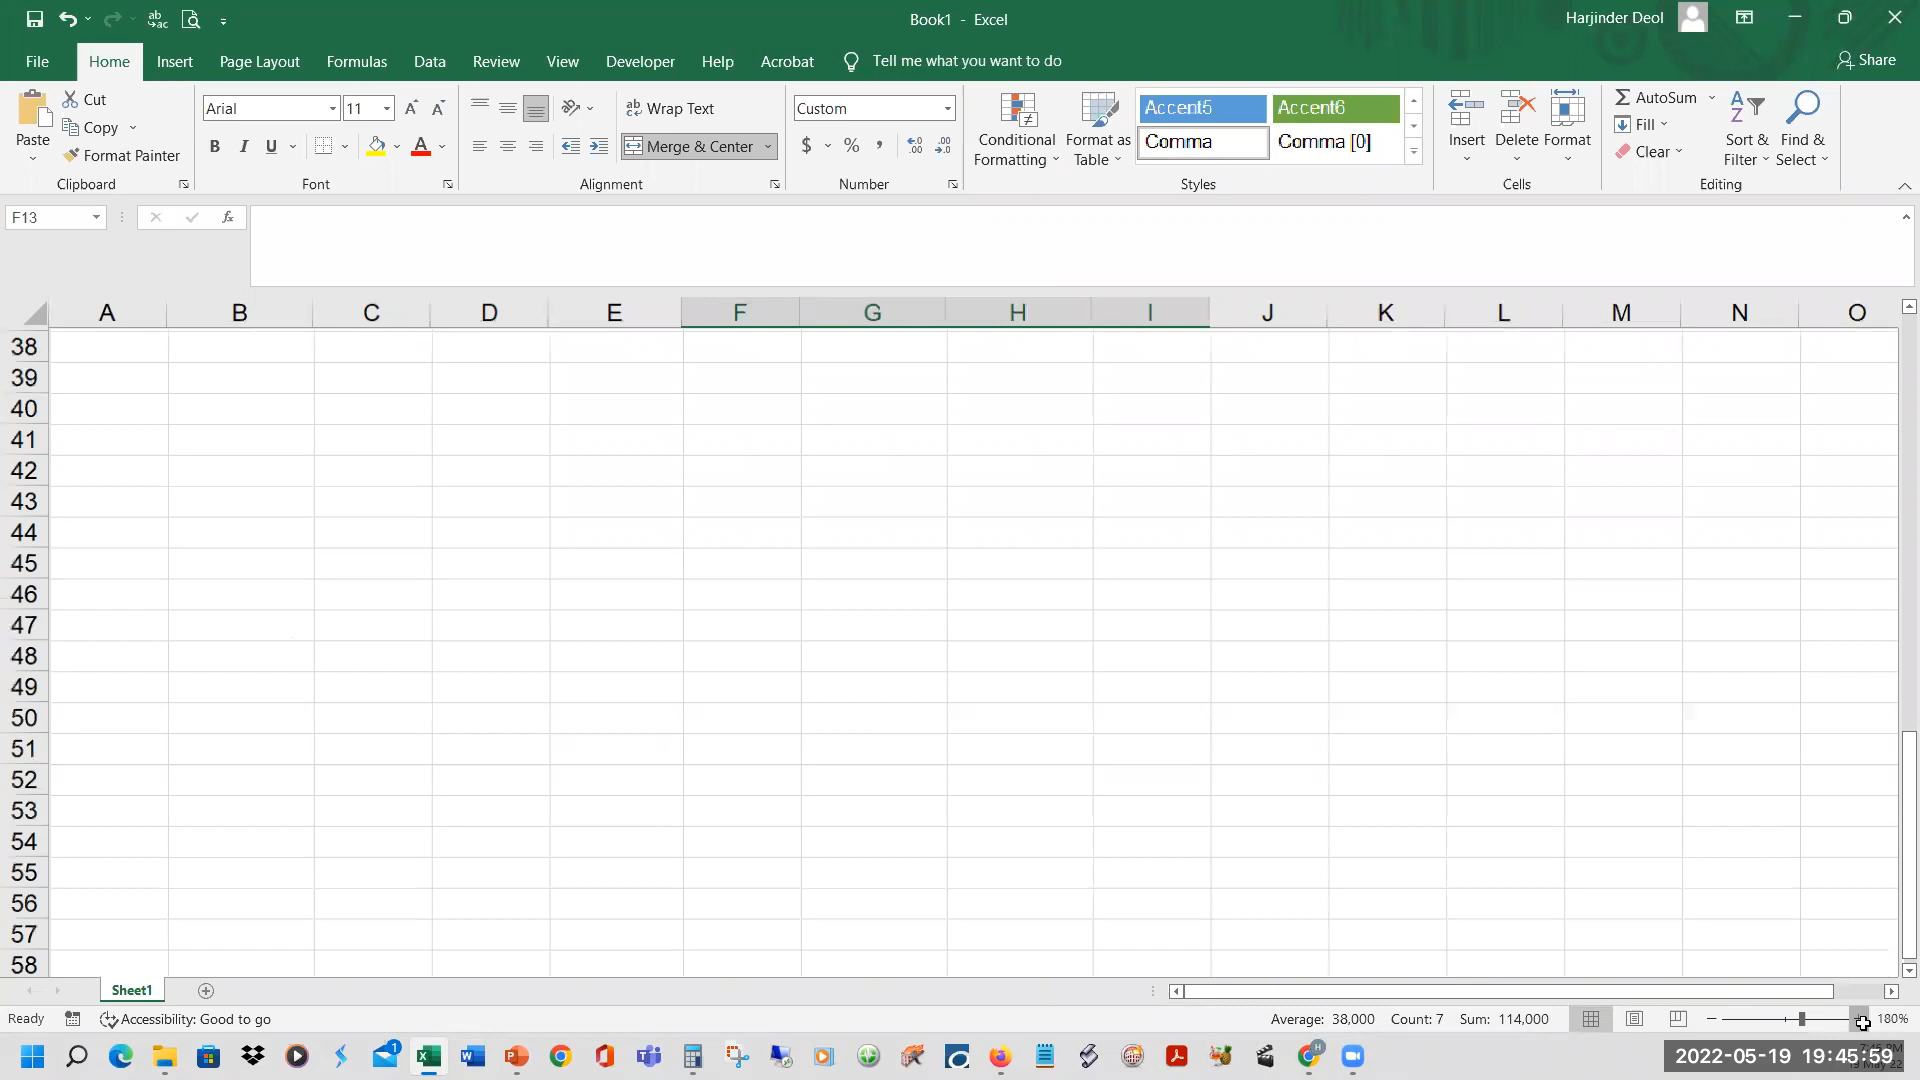 Book1 - Excel
Harjinder Deol
File Home Insert Page Layout Formulas Data Review View Developer Help Acrobat Tell me what you want to do
Share
Paste
Cut
Copy
Format Painter
Clipboard
Arial 11
B I U
Font
Wrap Text
Merge & Center
Alignment
Custom
$ % ,
Number
Conditional Formatting
Format as Table
Accent5 Accent6
Comma Comma [0]
Styles
Insert Delete Format
Cells
AutoSum
Fill
Clear
Sort & Filter
Find & Select
Editing
F13
fx
A B C D E F G H I J K L M N O
38
39
40
41
42
43
44
45
46
47
48
49
50
51
52
53
54
55
56
57
58
Sheet1
Ready
Accessibility: Good to go
Average: 38,000 Count: 7 Sum: 114,000
180%
2022-05-19 19:45:59